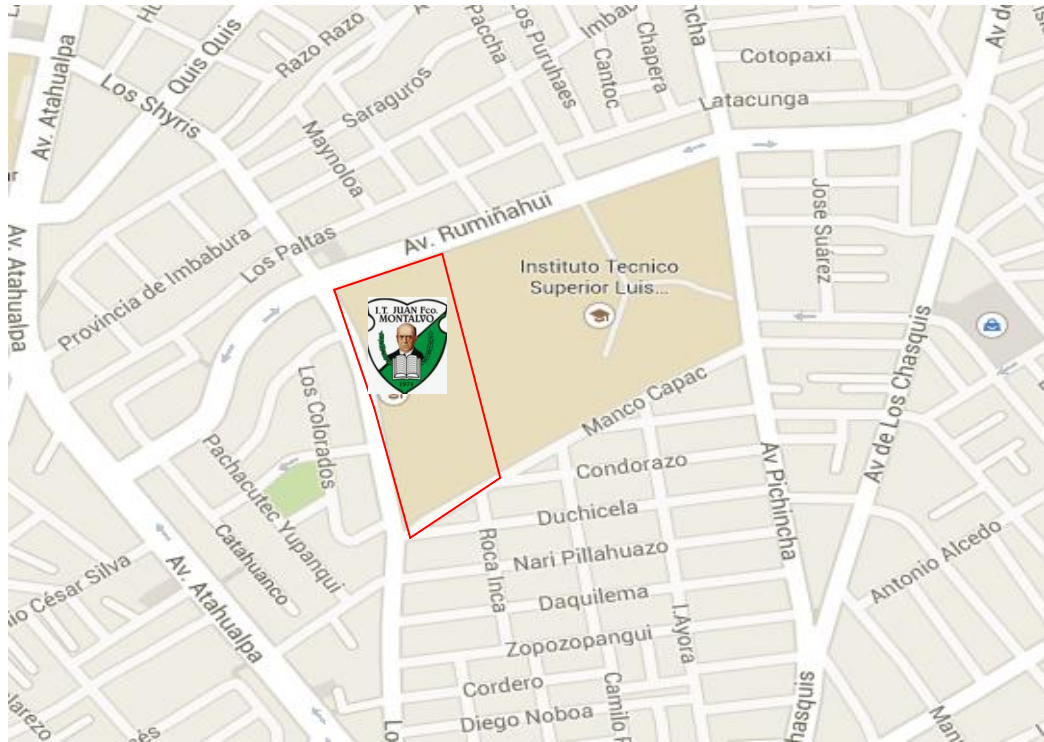 Av. Atahualpa
Quis Quis
Razo Razo
Los Shyris
Saraguros
Maynoloa
Paccha
Los Puruhaes
Cantoc
Chapera
Cotopaxi
Latacunga
Av. Rumiñahui
Los Paltas
Provincia de Imbabura
Av. Atahualpa
Jose Suárez
Instituto Tecnico
Superior Luis...
I.T. JUAN Fco.
MONTALVO
Los Colorados
Manco Capac
Av de Los Chasquis
Av Pichincha
Pachacutec Yupanqui
Catahuanco
Condorazo
Duchicela
Roca Inca
Nari Pillahuazo
Antonio Alcedo
Av. Atahualpa
Daquilema
I.Ayora
Zopozopangui
Cordero
Diego Noboa